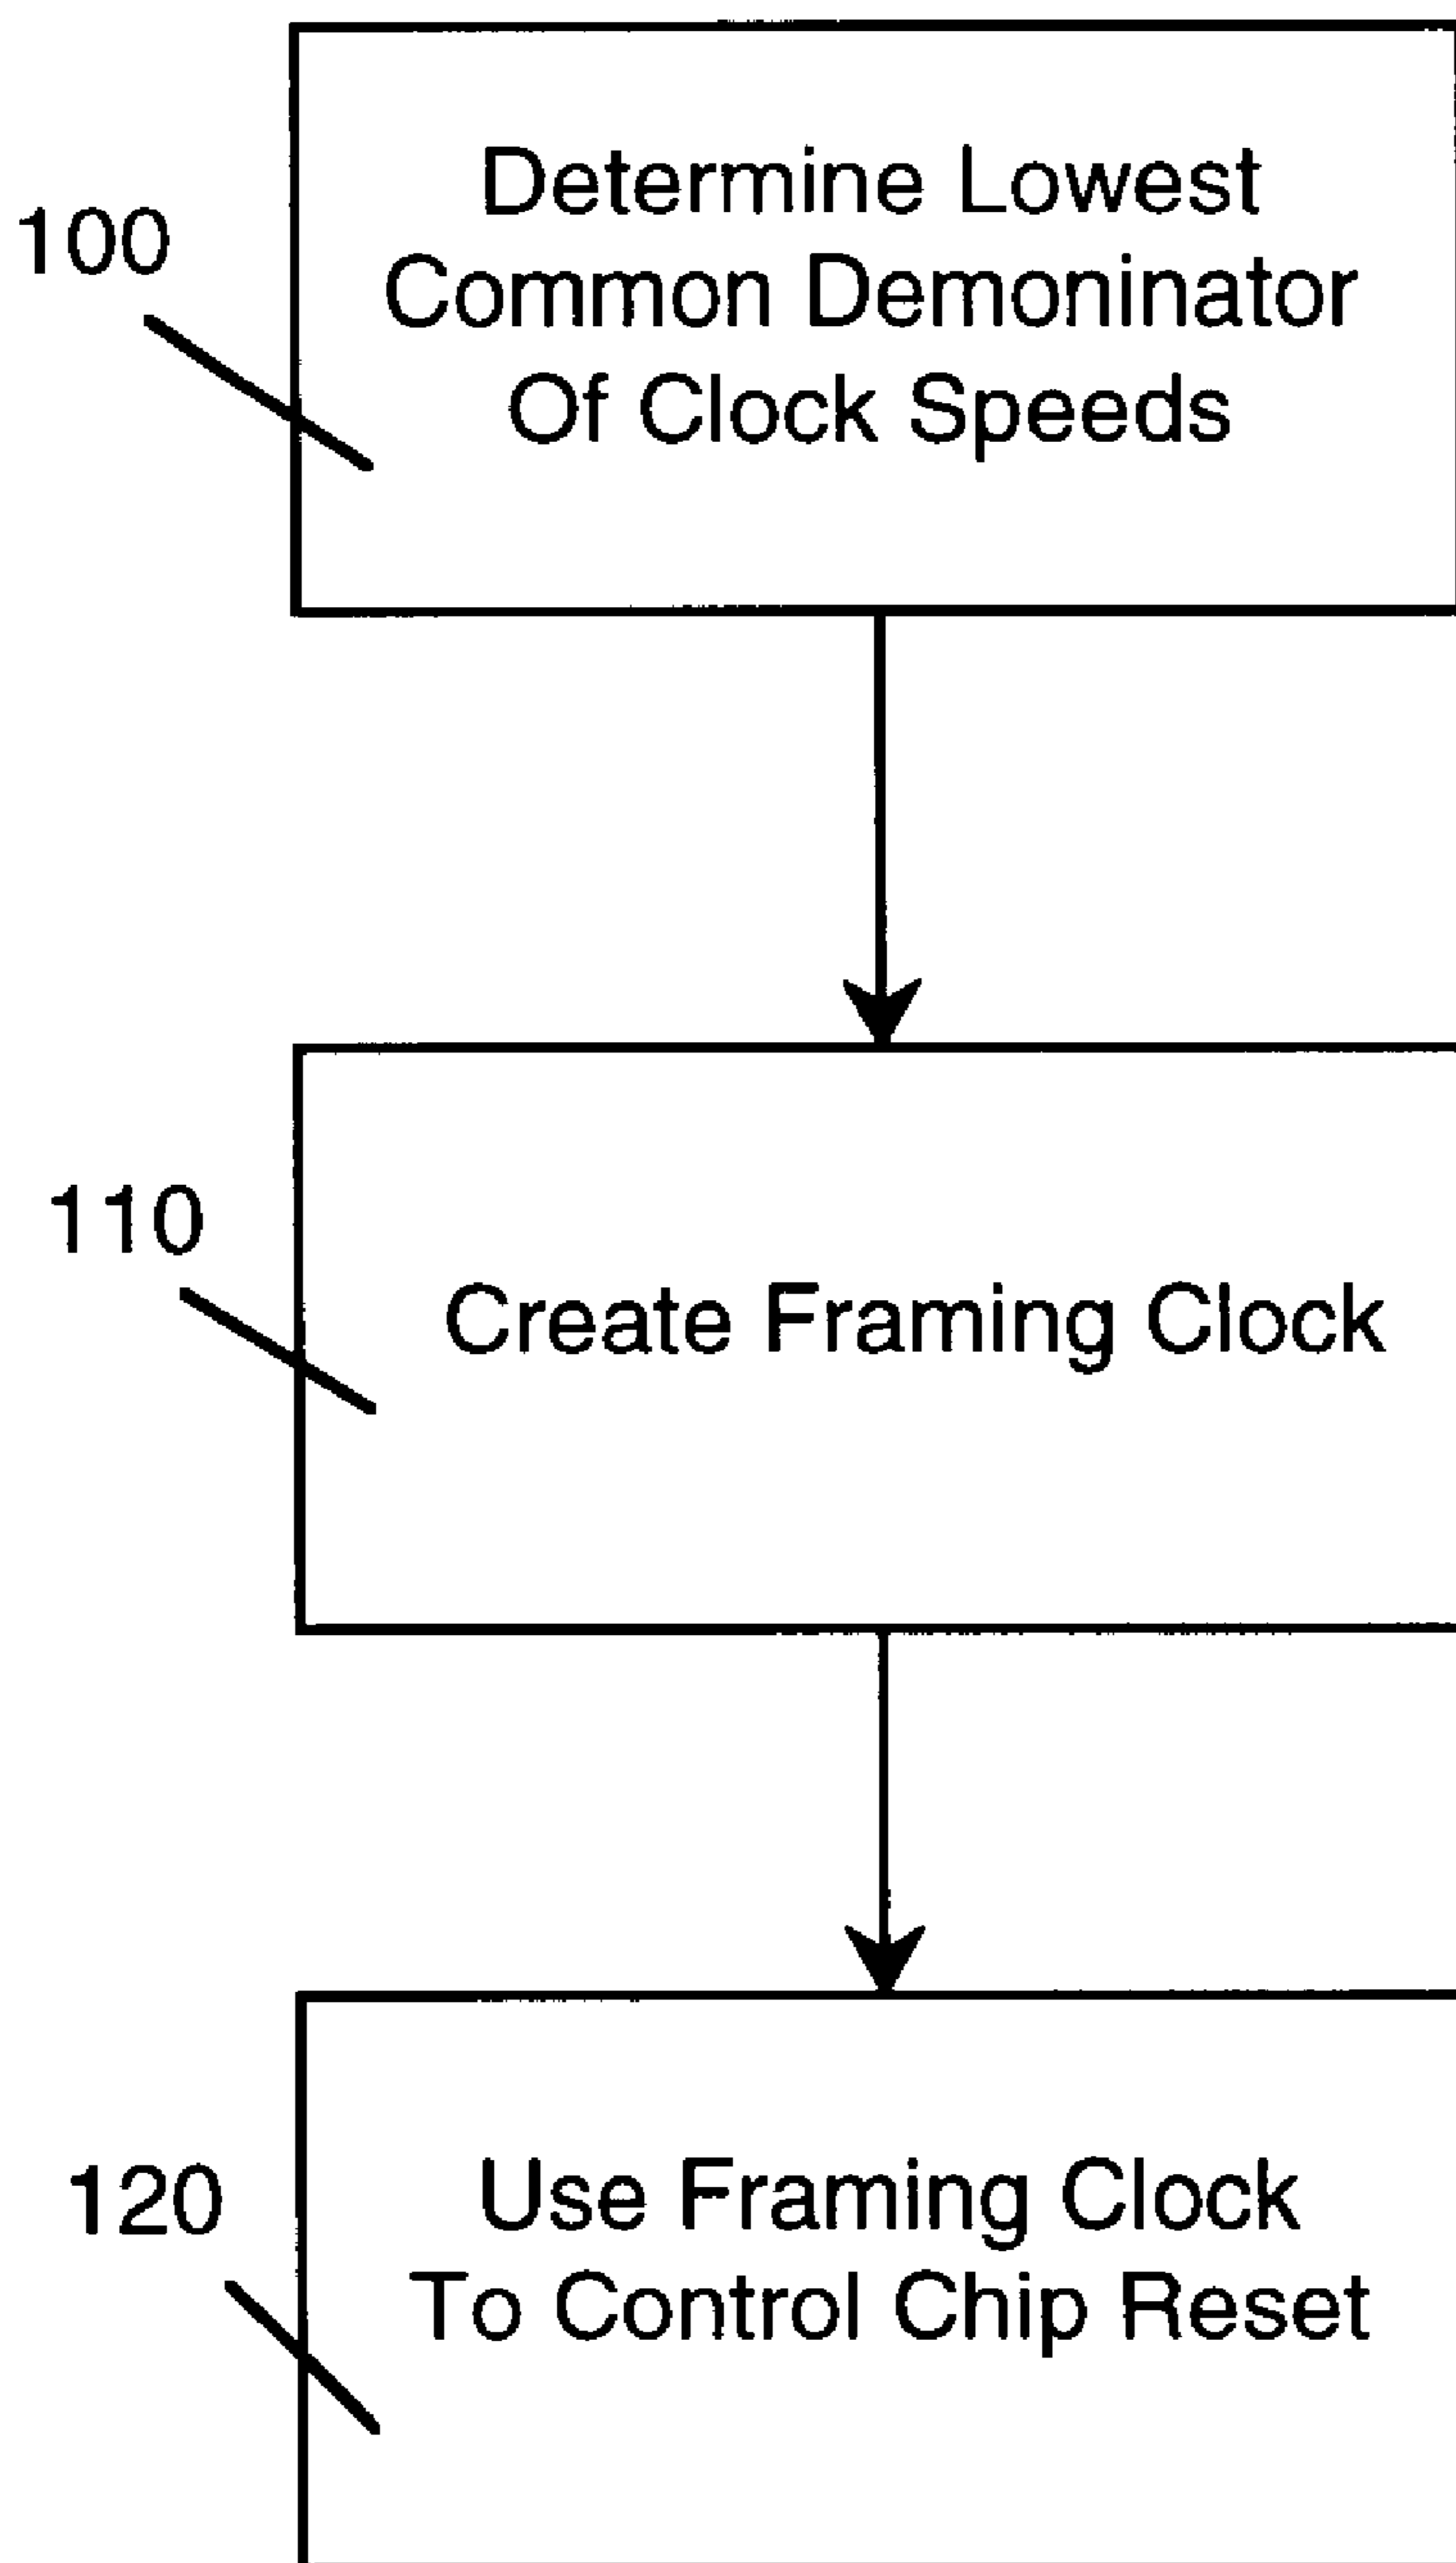 100
Determine Lowest
Common Demoninator
Of Clock Speeds
110
Create Framing Clock
120
Use Framing Clock
To Control Chip Reset